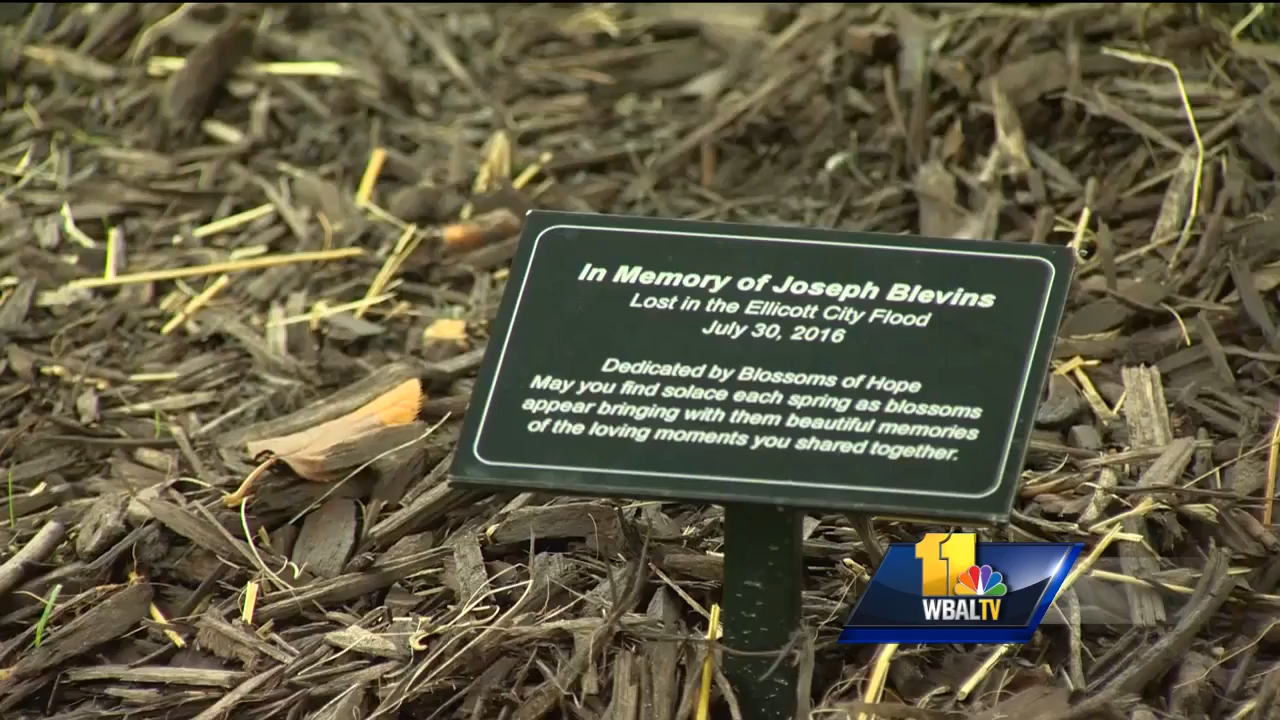 In Memory of Joseph Blevins
Lost in the Ellicott City Flood
July 30, 2016
Dedicated by Blossoms of Hope
May you find solace each spring as blossoms
appear bringing with them beautiful memories
of the loving moments you shared together.
11
WBALTV